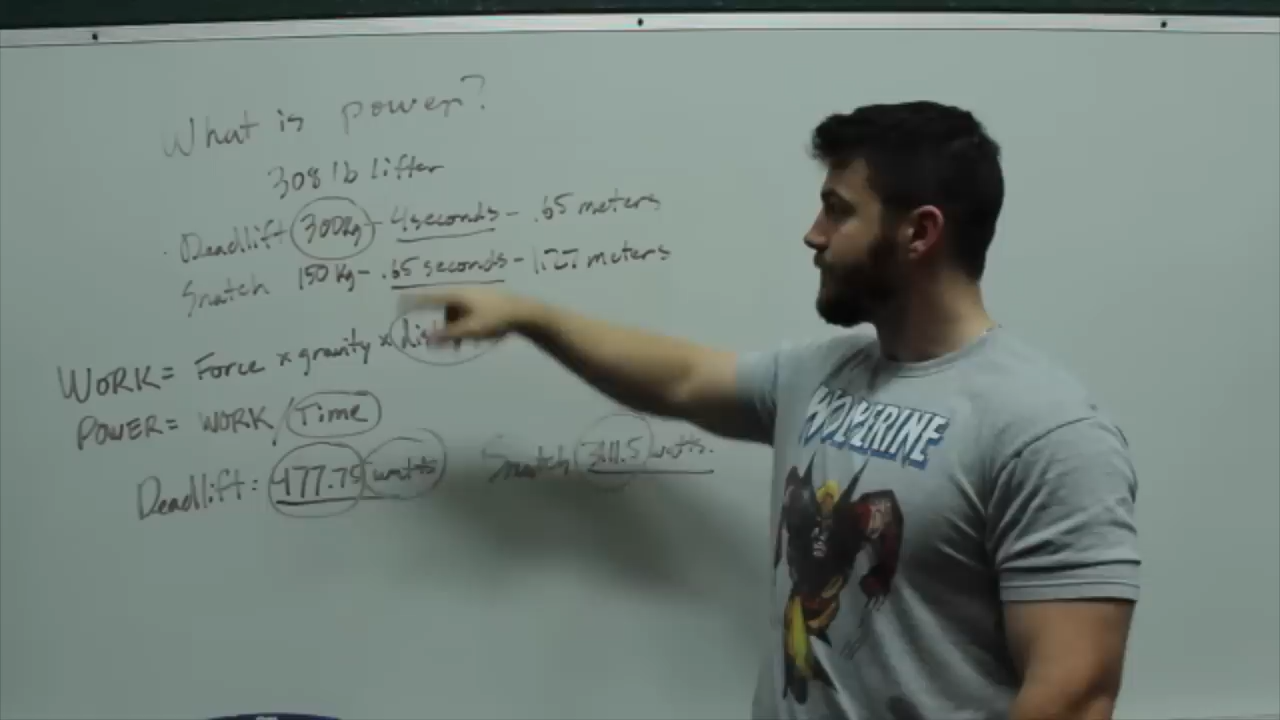 What is power?
308 lb lifter
Deadlift 300kg - 4 seconds - .65 meters
Snatch 150 kg - .65 seconds - 1.27 meters
WORK = Force × gravity ×
POWER = WORK / Time
Deadlift: 477.75 watts Snatch watts.
WOLVERINE